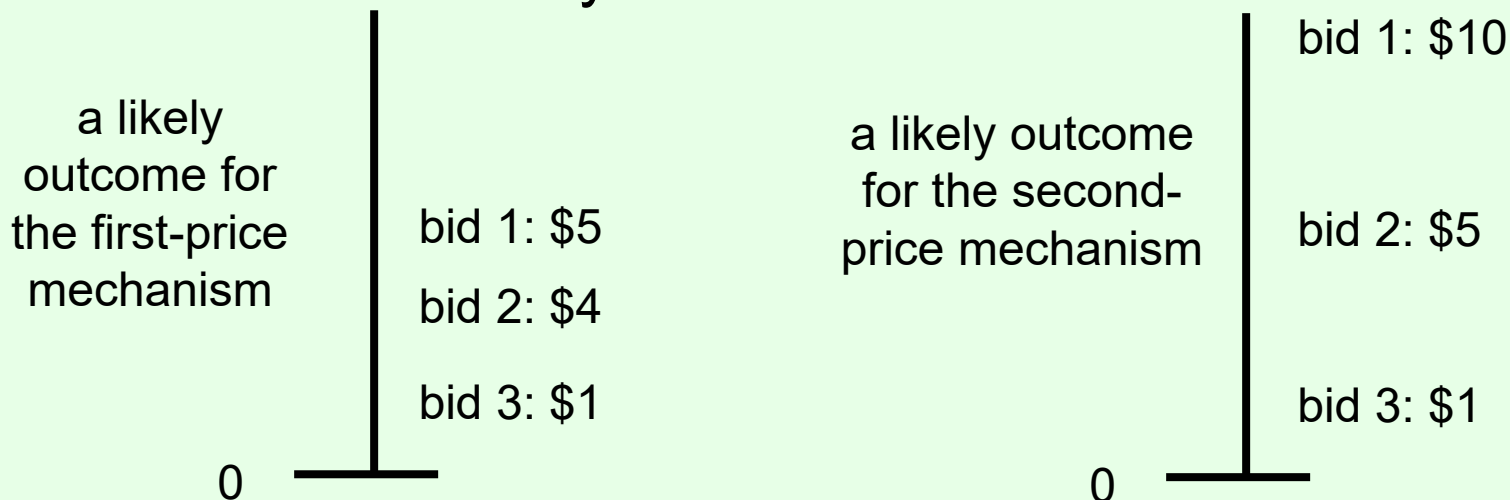 a likely
outcome for
the first-price
mechanism
bid 1: $5
bid 2: $4
bid 3: $1
0
a likely outcome
for the second-
price mechanism
bid 1: $10
bid 2: $5
bid 3: $1
0